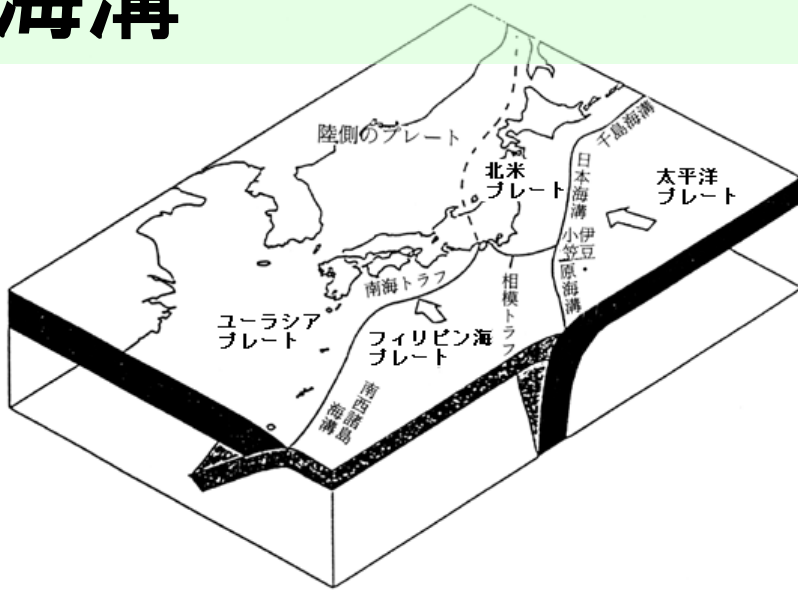 海溝
陸側のプレート
北米
プレート
太平洋
プレート
千島海溝
日本海溝
伊豆・
小笠原海溝
相模トラフ
南海トラフ
ユーラシア
プレート
フィリピン海
プレート
南西諸島
海溝